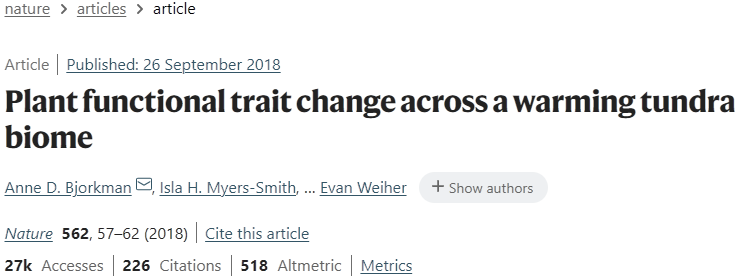 nature > articles > article
Article | Published: 26 September 2018
Plant functional trait change across a warming tundra
biome
Anne D. Bjorkman, Isla H. Myers-Smith, ... Evan Weiher + Show authors
Nature 562, 57–62 (2018) | Cite this article
27k Accesses | 226 Citations | 518 Altmetric | Metrics